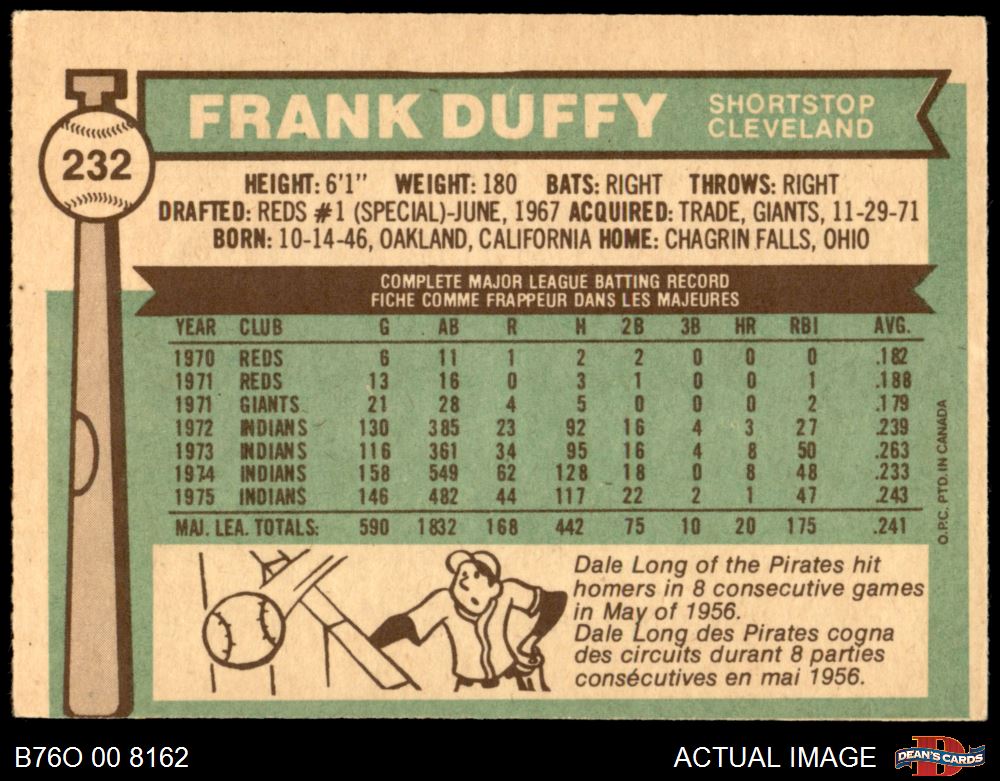 FRANK DUFFY
SHORTSTOP
CLEVELAND
232
HEIGHT: 6'1" WEIGHT: 180 BATS: RIGHT THROWS: RIGHT
DRAFTED: REDS #1 (SPECIAL)-JUNE, 1967 ACQUIRED: TRADE, GIANTS, 11-29-71
BORN: 10-14-46, OAKLAND, CALIFORNIA HOME: CHAGRIN FALLS, OHIO
COMPLETE MAJOR LEAGUE BATTING RECORD
FICHE COMME FRAPPEUR DANS LES MAJEURES
YEAR CLUB G AB R H 2B 3B HR RBI AVG.
1970 REDS 6 11 1 2 2 0 0 0 .182
1971 REDS 13 16 0 3 1 0 0 1 .188
1971 GIANTS 21 28 4 5 0 0 0 2 .179
1972 INDIANS 130 385 23 92 16 4 3 27 .239
1973 INDIANS 116 361 34 95 16 4 8 50 .263
1974 INDIANS 158 549 62 128 18 0 8 48 .233
1975 INDIANS 146 482 44 117 22 2 1 47 .243
MAJ. LEA. TOTALS: 590 1832 168 442 75 10 20 175 .241
O.P.C. PTD. IN CANADA
Dale Long of the Pirates hit
homers in 8 consecutive games
in May of 1956.
Dale Long des Pirates cogna
des circuits durant 8 parties
consécutives en mai 1956.
B76O 00 8162
ACTUAL IMAGE
D
DEAN'S CARDS